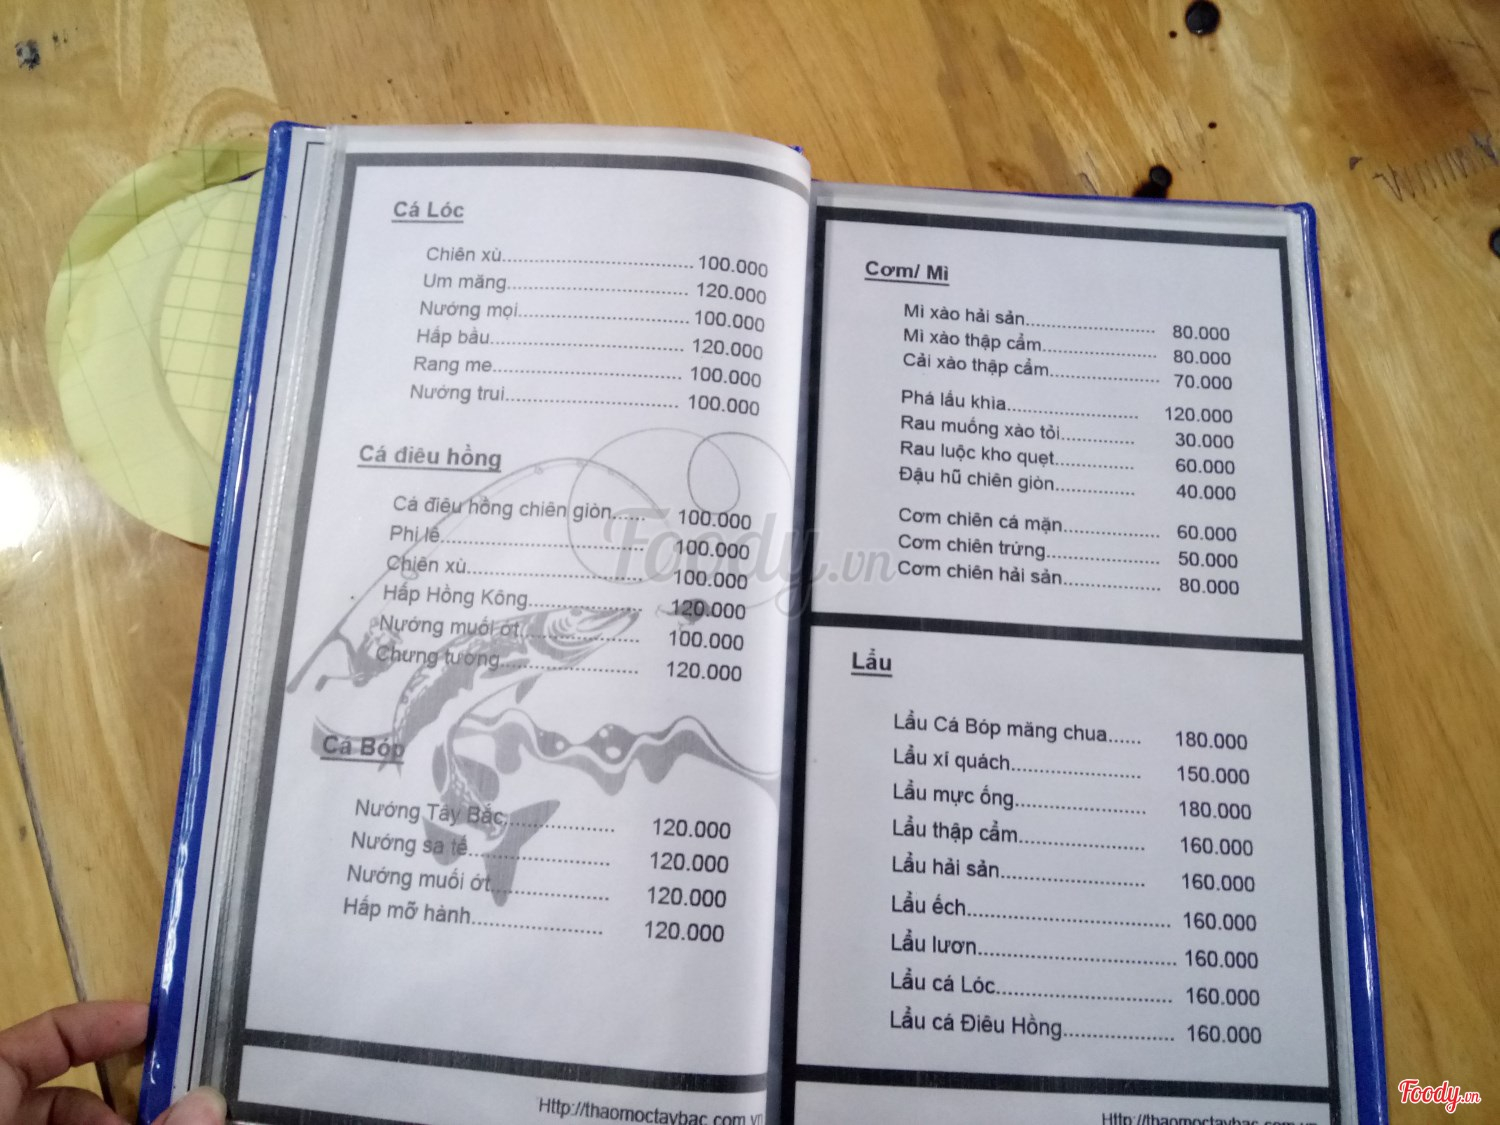 Cá Lóc
Chiên xù.......... 100.000
Um măng.......... 120.000
Nướng mọi.......... 100.000
Hấp bầu.......... 120.000
Rang me.......... 100.000
Nướng trui.......... 100.000
Cá điêu hồng
Cá điêu hồng chiên giòn...... 100.000
Phi lê.......... 100.000
Chiên xù.......... 100.000
Hấp Hồng Kông.......... 120.000
Nướng muối ớt.......... 100.000
Chưng tương.......... 120.000
Cá Bóp
Nướng Tây Bắc.......... 120.000
Nướng sa tế.......... 120.000
Nướng muối ớt.......... 120.000
Hấp mỡ hành.......... 120.000
Http://thaomoctaybac.com.vn
Cơm/ Mì
Mì xào hải sản.......... 80.000
Mì xào thập cẩm.......... 80.000
Cải xào thập cẩm.......... 70.000
Phá lấu khìa.......... 120.000
Rau muống xào tỏi.......... 30.000
Rau luộc kho quẹt.......... 60.000
Đậu hũ chiên giòn.......... 40.000
Cơm chiên cá mặn.......... 60.000
Cơm chiên trứng.......... 50.000
Cơm chiên hải sản.......... 80.000
Lẩu
Lẩu Cá Bóp măng chua...... 180.000
Lẩu xí quách.......... 150.000
Lẩu mực ống.......... 180.000
Lẩu thập cẩm.......... 160.000
Lẩu hải sản.......... 160.000
Lẩu ếch.......... 160.000
Lẩu lươn.......... 160.000
Lẩu cá Lóc.......... 160.000
Lẩu cá Điêu Hồng.......... 160.000
Http://thaomoctaybac.com.vn
Foody.vn
Foody.vn